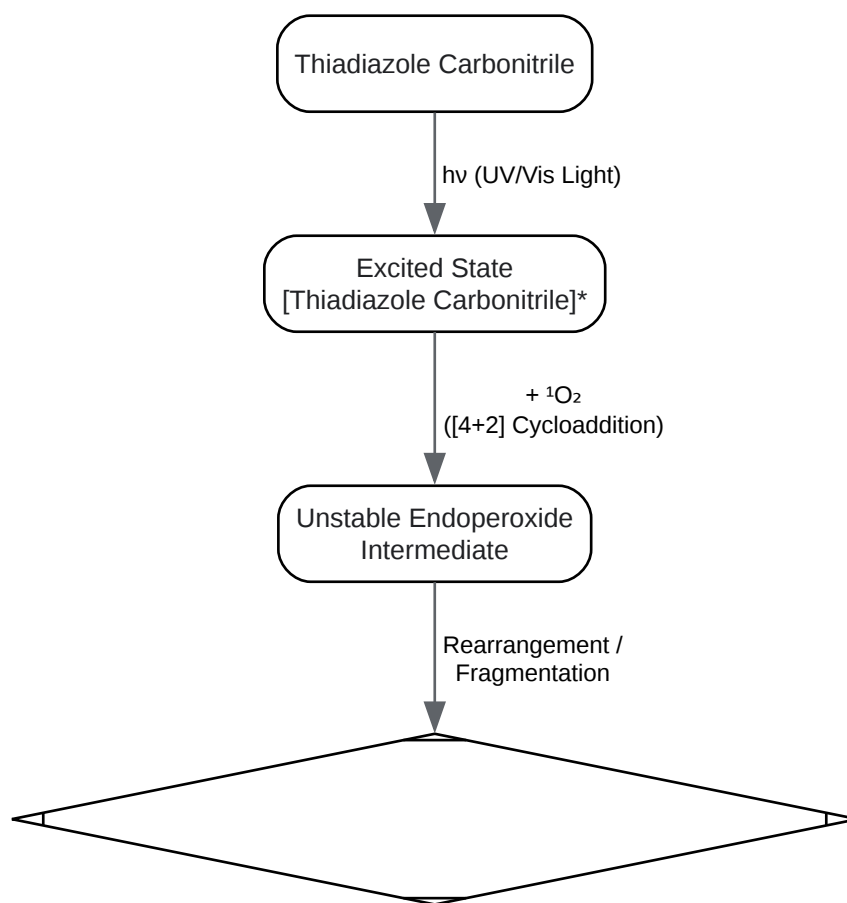 Thiadiazole Carbonitrile
hν (UV/Vis Light)
Excited State
[Thiadiazole Carbonitrile]*
+ ¹O₂
([4+2] Cycloaddition)
Unstable Endoperoxide
Intermediate
Rearrangement /
Fragmentation